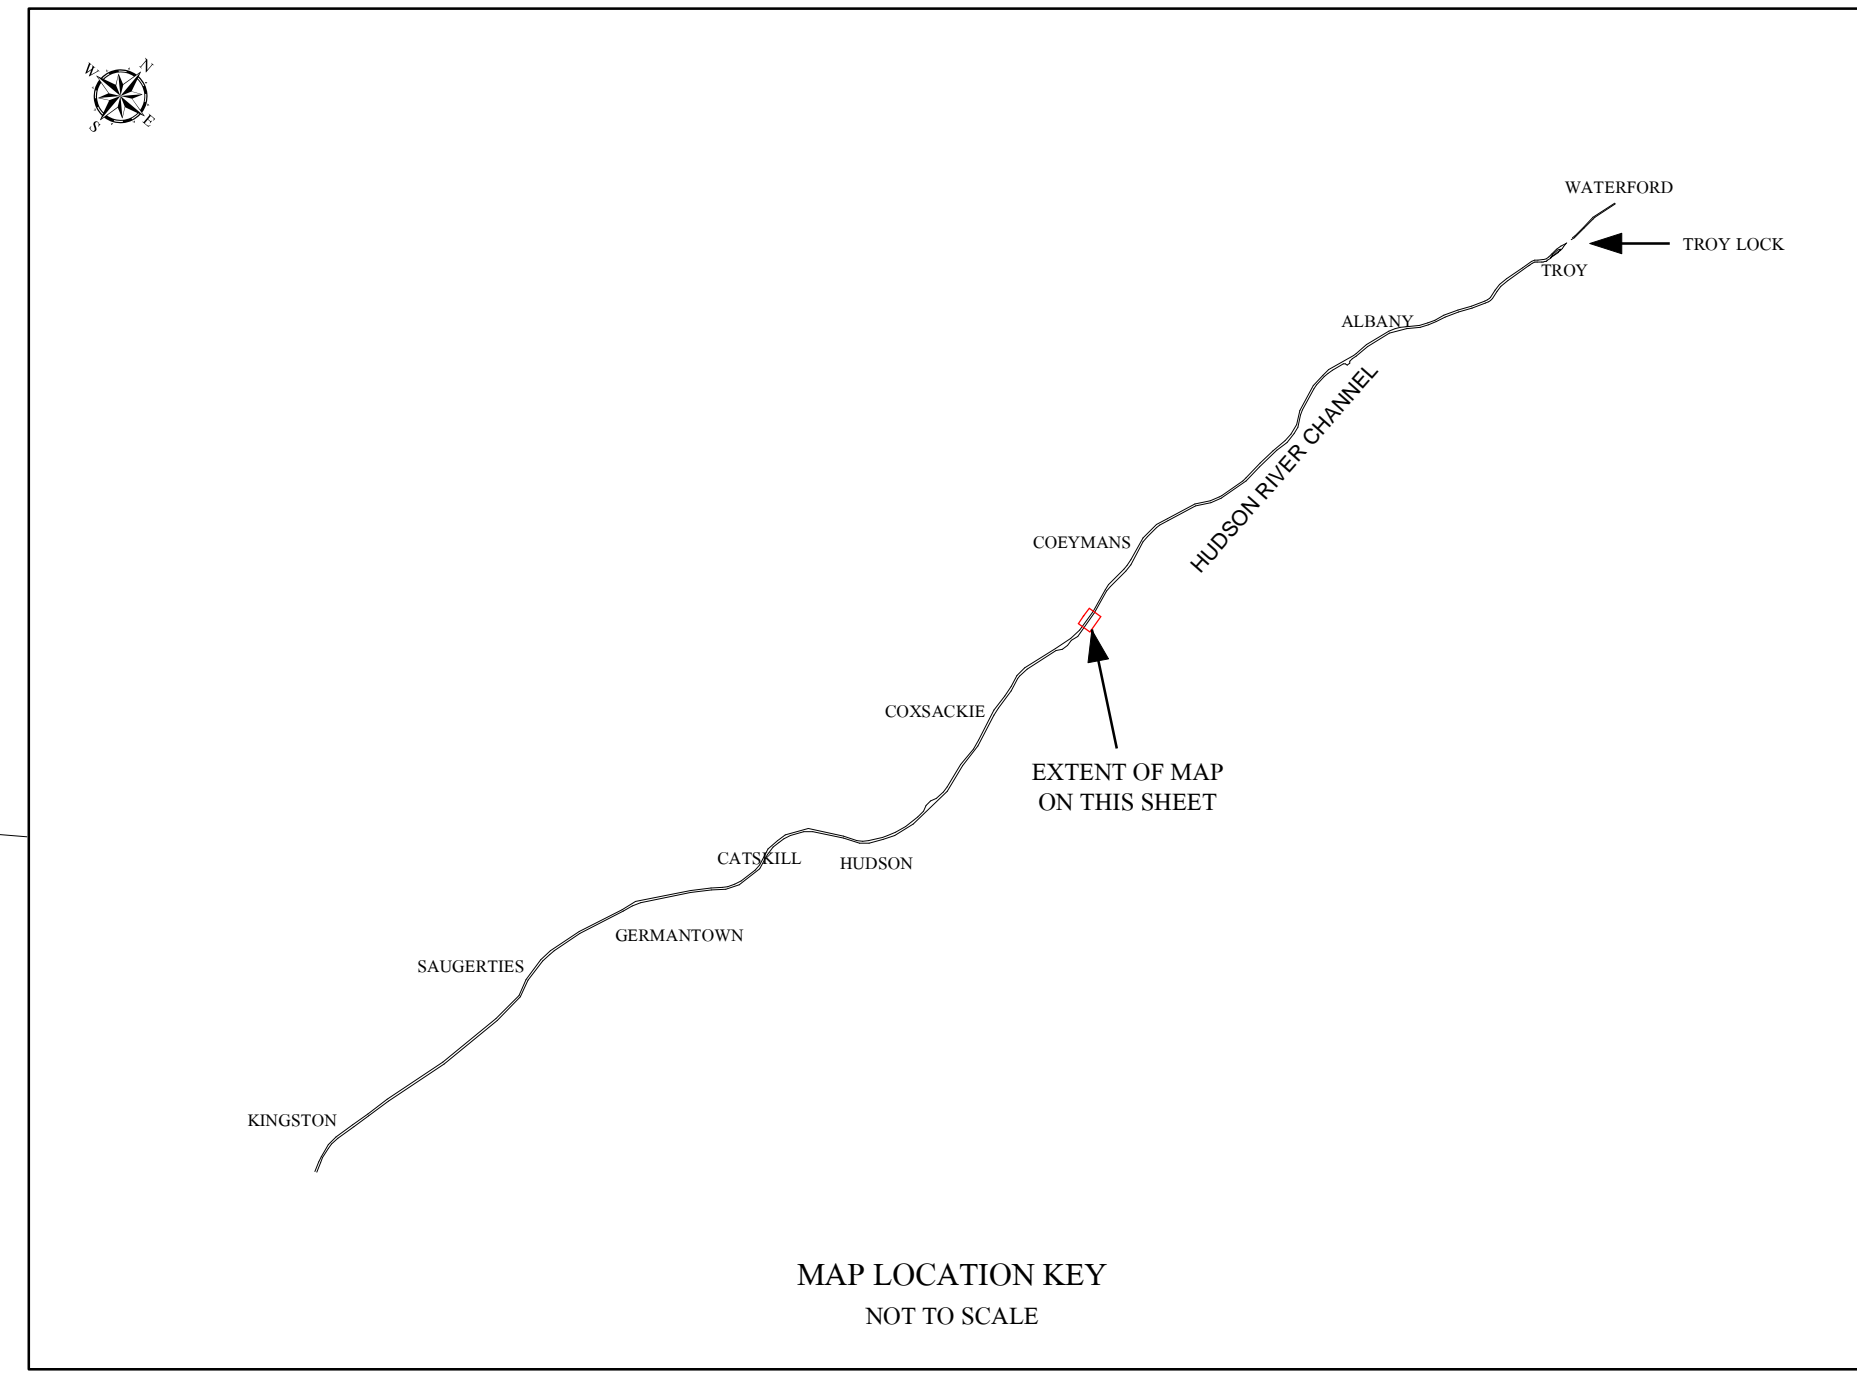 W
N
S
E
WATERFORD
TROY LOCK
TROY
ALBANY
HUDSON RIVER CHANNEL
COEYMANS
COXSACKIE
EXTENT OF MAP
ON THIS SHEET
CATSKILL
HUDSON
GERMANTOWN
SAUGERTIES
KINGSTON
MAP LOCATION KEY
NOT TO SCALE